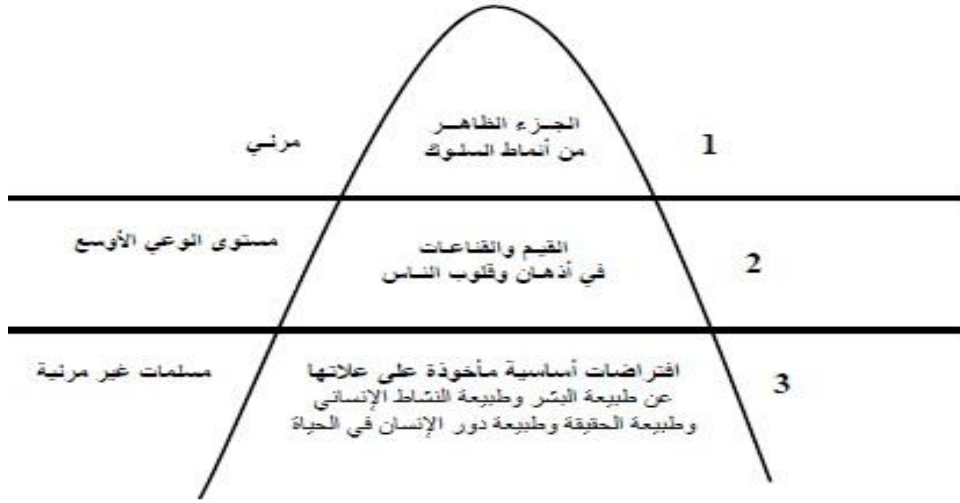 الجزء الظاهر
من أنماط السلوك
مرئي
1
القيم والقناعات
في أذهان وقلوب الناس
مستوى الوعي الأوسع
2
افتراضات أساسية مأخوذة على علاتها
عن طبيعة البشر وطبيعة النشاط الإنساني
وطبيعة الحقيقة وطبيعة دور الإنسان في الحياة
مسلمات غير مرئية
3